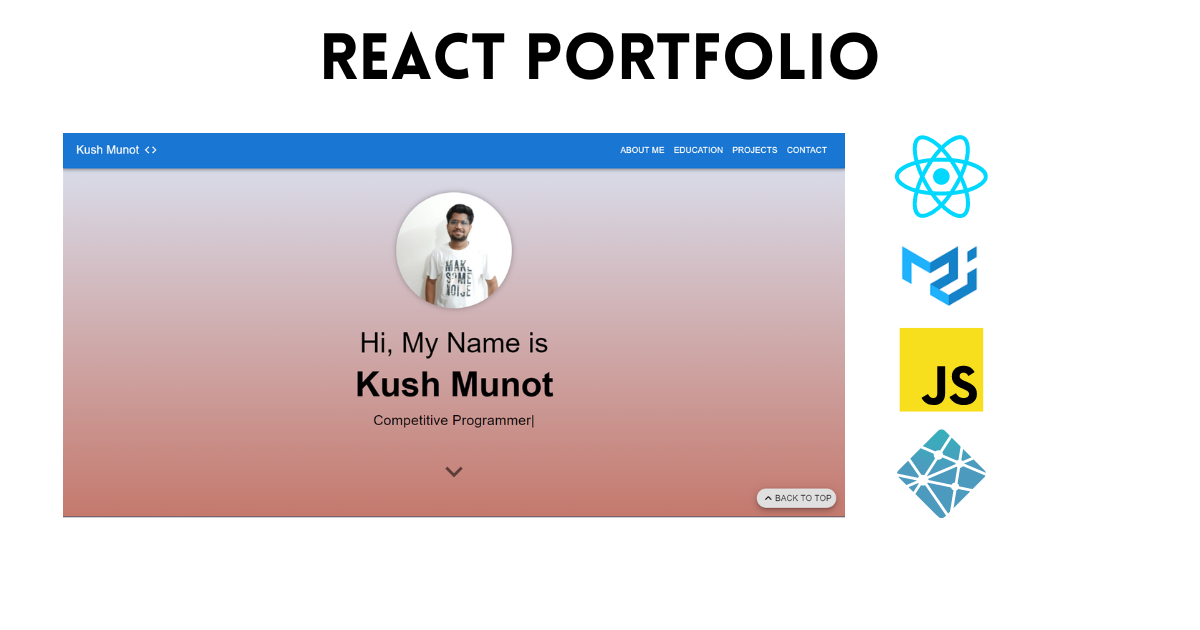 REACT PORTFOLIO
Kush Munot <>
ABOUT ME EDUCATION PROJECTS CONTACT
MAKE
SOME
NOISE
Hi, My Name is
Kush Munot
Competitive Programmer|
BACK TO TOP
JS